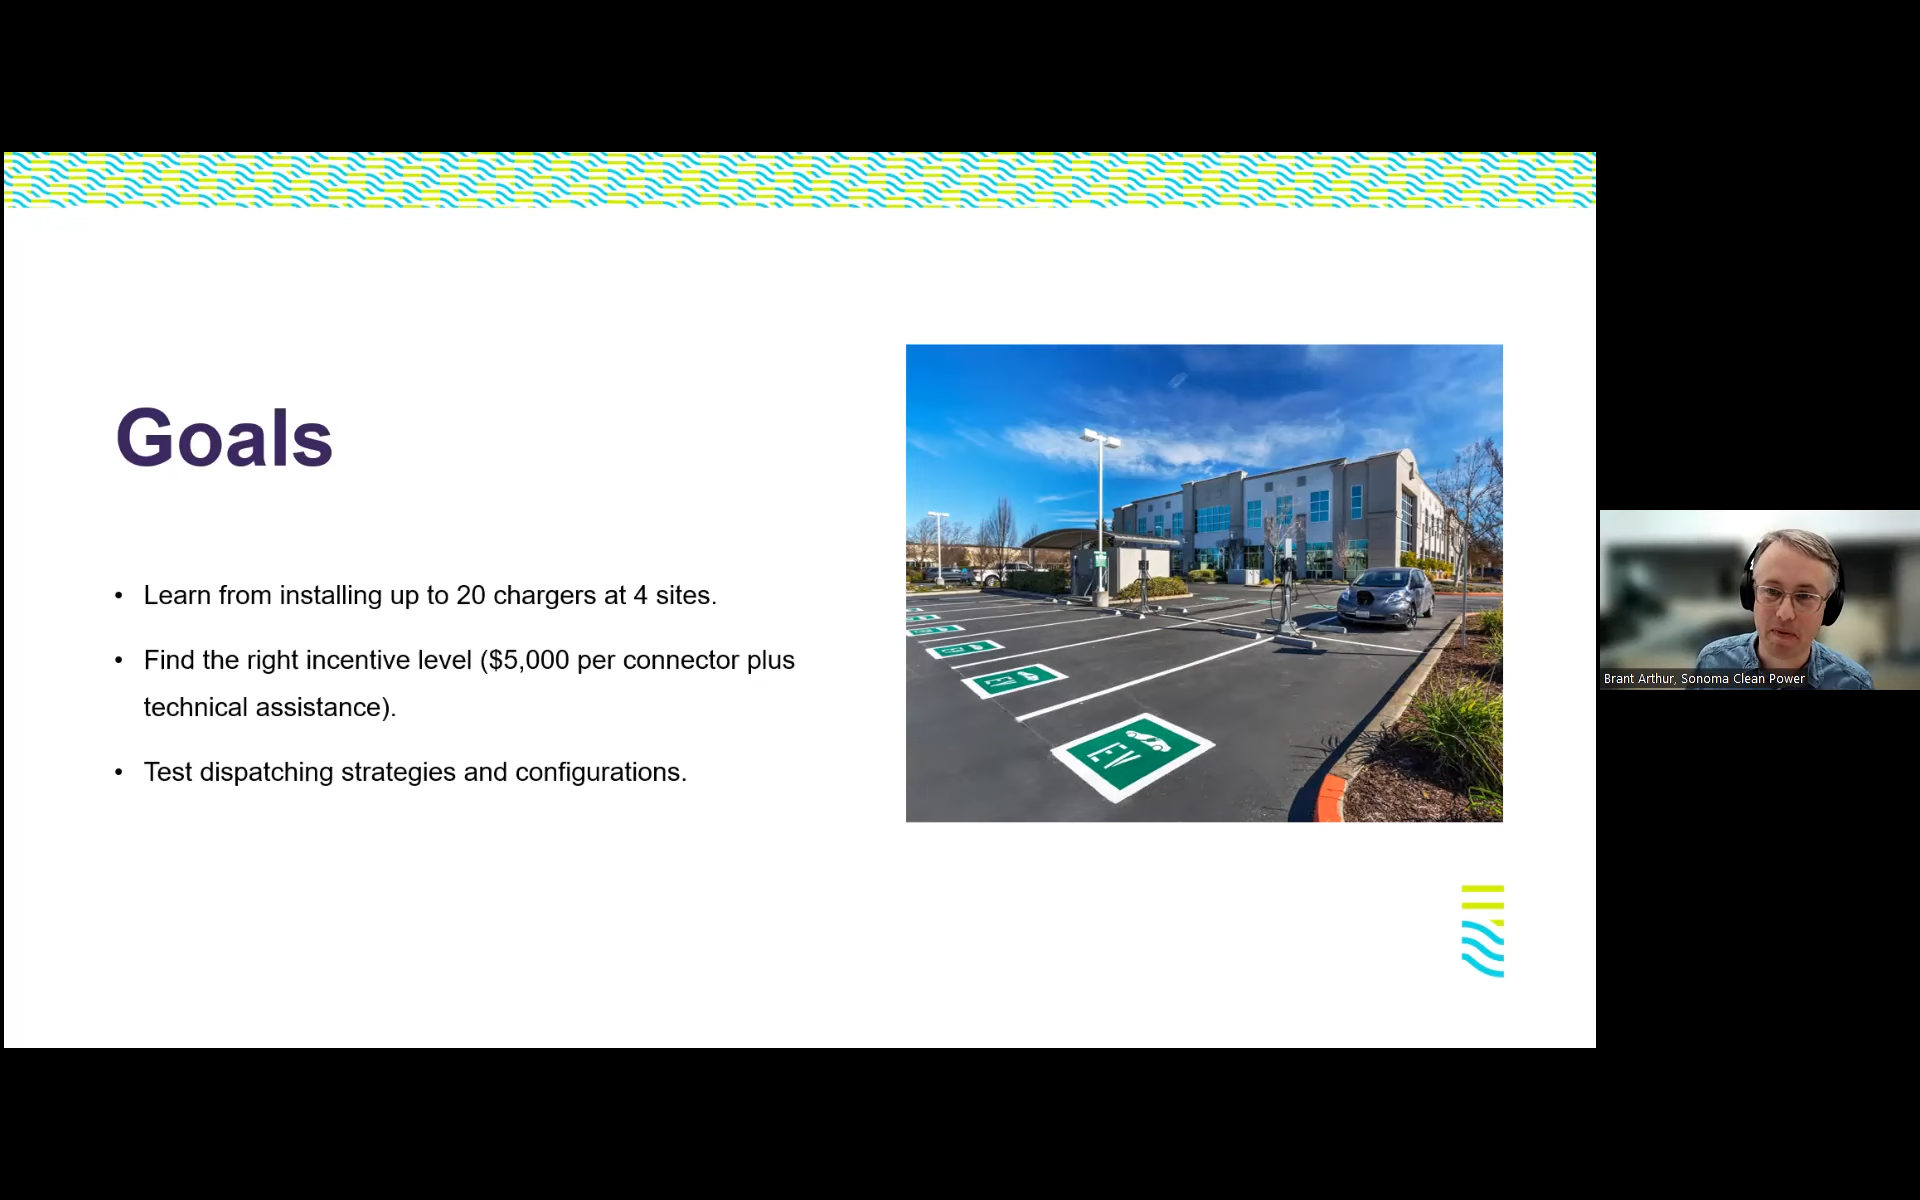 Goals
• Learn from installing up to 20 chargers at 4 sites.
• Find the right incentive level ($5,000 per connector plus
technical assistance).
• Test dispatching strategies and configurations.
EV
EV
Brant Arthur, Sonoma Clean Power